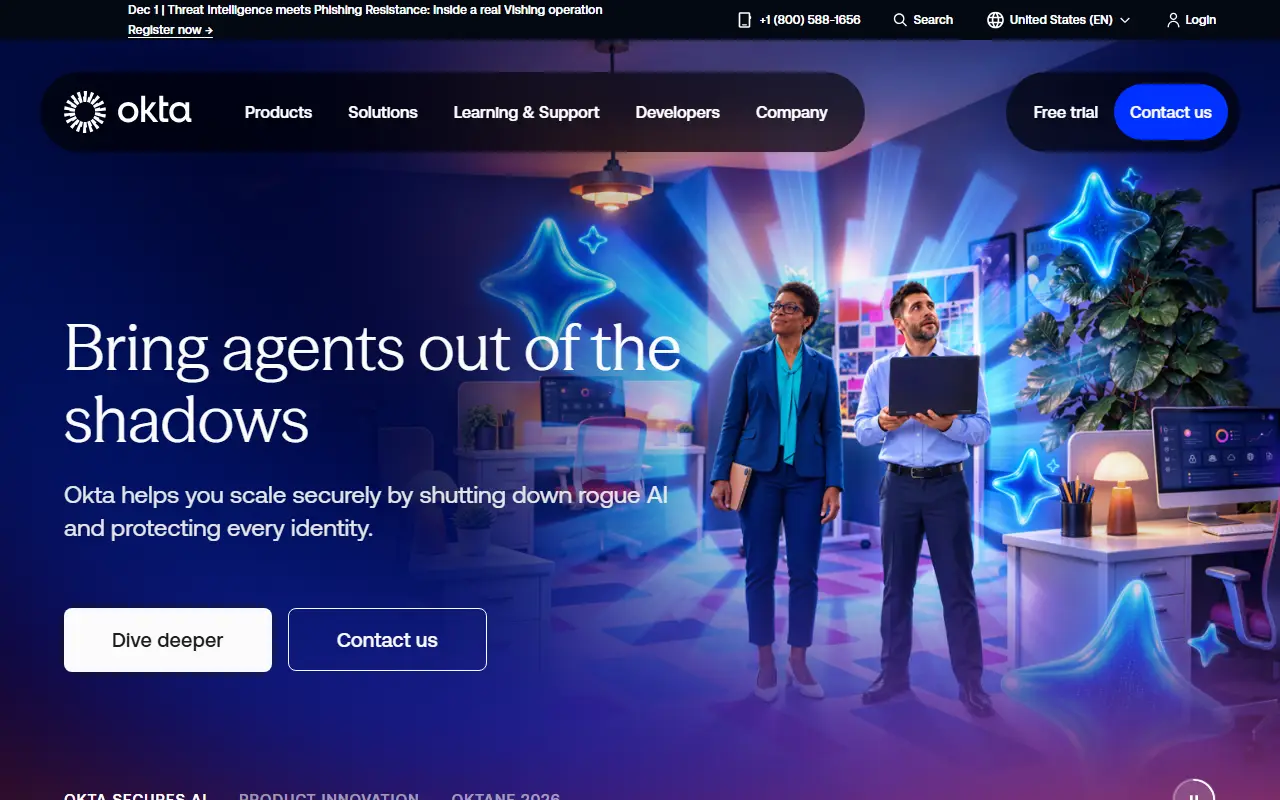 Dec 1 | Threat Intelligence meets Phishing Resistance: Inside a real Vishing operation
Register now →
+1 (800) 588-1656
Search
United States (EN)
Login
okta
Products
Solutions
Learning & Support
Developers
Company
Free trial
Contact us
Bring agents out of the
shadows
Okta helps you scale securely by shutting down rogue AI
and protecting every identity.
Dive deeper
Contact us
OKTA SECURES AI
PRODUCT INNOVATION
OKTANE 2026